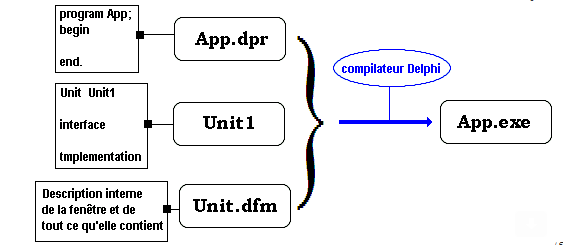 program App;
begin
end.
App.dpr
Unit Unit1
interface
tmplementation
Unit1
Description interne
de la fenêtre et de
tout ce qu'elle contient
Unit.dfm
compilateur Delphi
App.exe